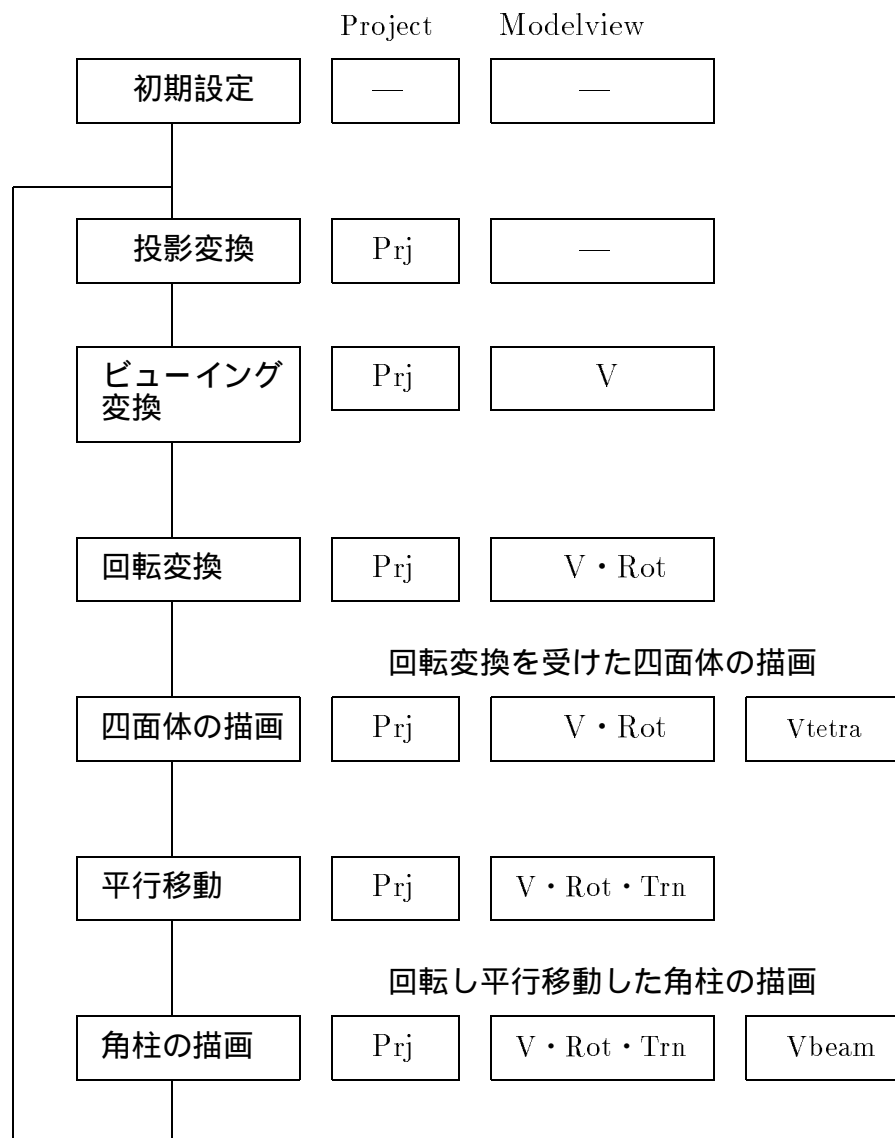 Project Modelview
初期設定 — —
投影変換 Prj —
ビューイング
変換 Prj V
回転変換 Prj V・Rot
回転変換を受けた四面体の描画
四面体の描画 Prj V・Rot Vtetra
平行移動 Prj V・Rot・Trn
回転し平行移動した角柱の描画
角柱の描画 Prj V・Rot・Trn Vbeam